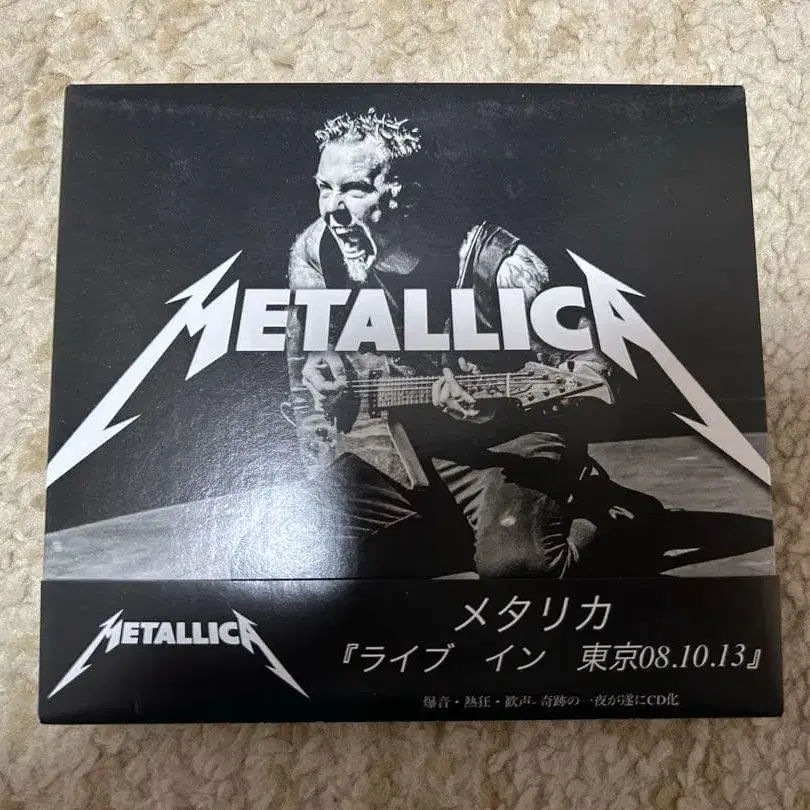 METALLICA
METALLICA
メタリカ
『ライブ イン 東京08.10.13』
爆音・熱狂・歓声- 奇跡の一夜が遂にCD化